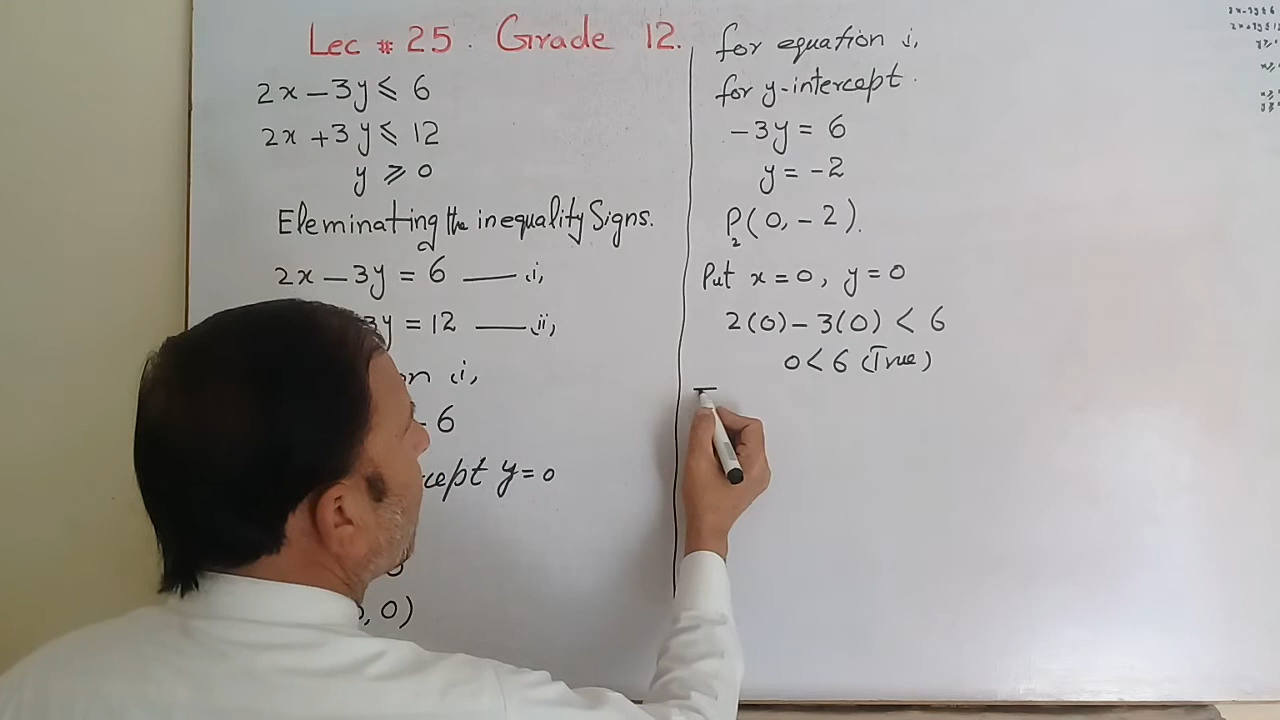 Lec # 25. Grade 12.
2x - 3y ⩽ 6
2x + 3y ⩽ 12
y ⩾ 0
Eleminating the inequality Signs.
2x - 3y = 6 —— i,
3y = 12 —— ii,
i,
6
y = 0
, 0)
for equation i,
for y-intercept.
-3y = 6
y = -2
P₂(0, -2).
Put x = 0, y = 0
2(0) - 3(0) < 6
0 < 6 (True)